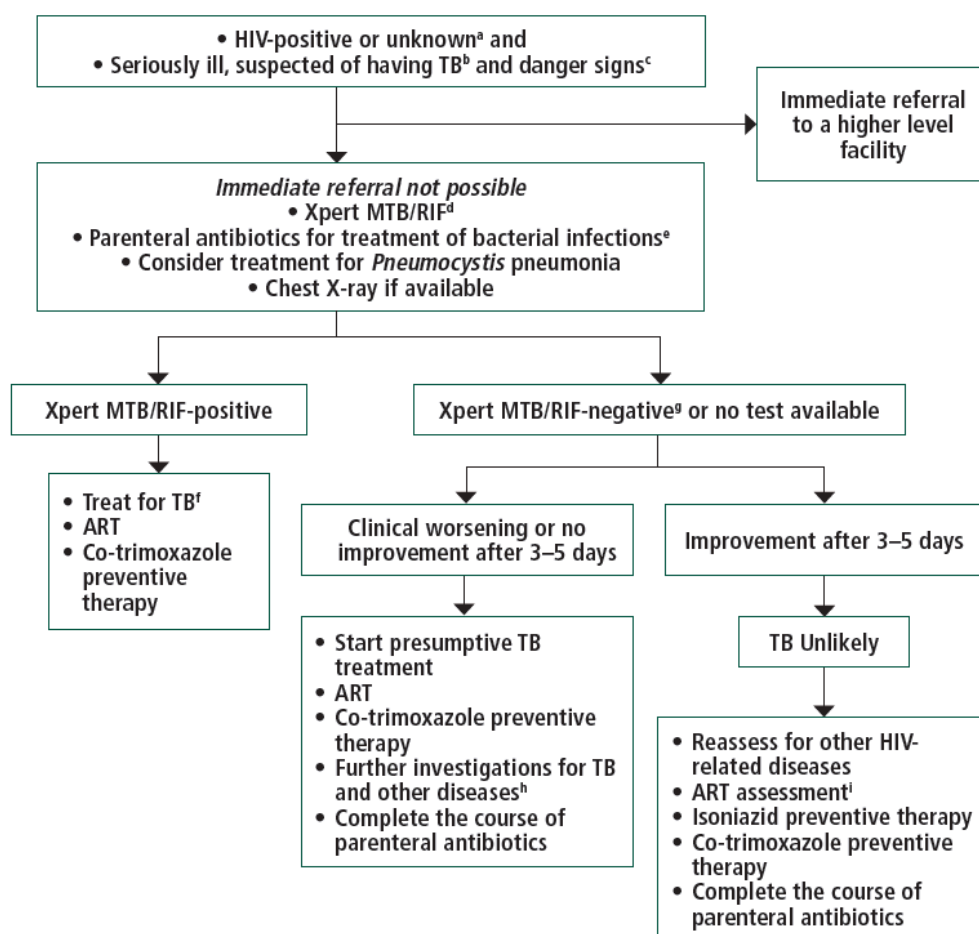 • HIV-positive or unknownᵃ and
• Seriously ill, suspected of having TBᵇ and danger signsᶜ
Immediate referral
to a higher level
facility
Immediate referral not possible
• Xpert MTB/RIFᵈ
• Parenteral antibiotics for treatment of bacterial infectionsᵉ
• Consider treatment for Pneumocystis pneumonia
• Chest X-ray if available
Xpert MTB/RIF-positive
Xpert MTB/RIF-negativeᵍ or no test available
• Treat for TBᶠ
• ART
• Co-trimoxazole
preventive
therapy
Clinical worsening or no
improvement after 3–5 days
Improvement after 3–5 days
• Start presumptive TB
treatment
• ART
• Co-trimoxazole preventive
therapy
• Further investigations for TB
and other diseasesʰ
• Complete the course of
parenteral antibiotics
TB Unlikely
• Reassess for other HIV-
related diseases
• ART assessmentⁱ
• Isoniazid preventive therapy
• Co-trimoxazole preventive
therapy
• Complete the course of
parenteral antibiotics